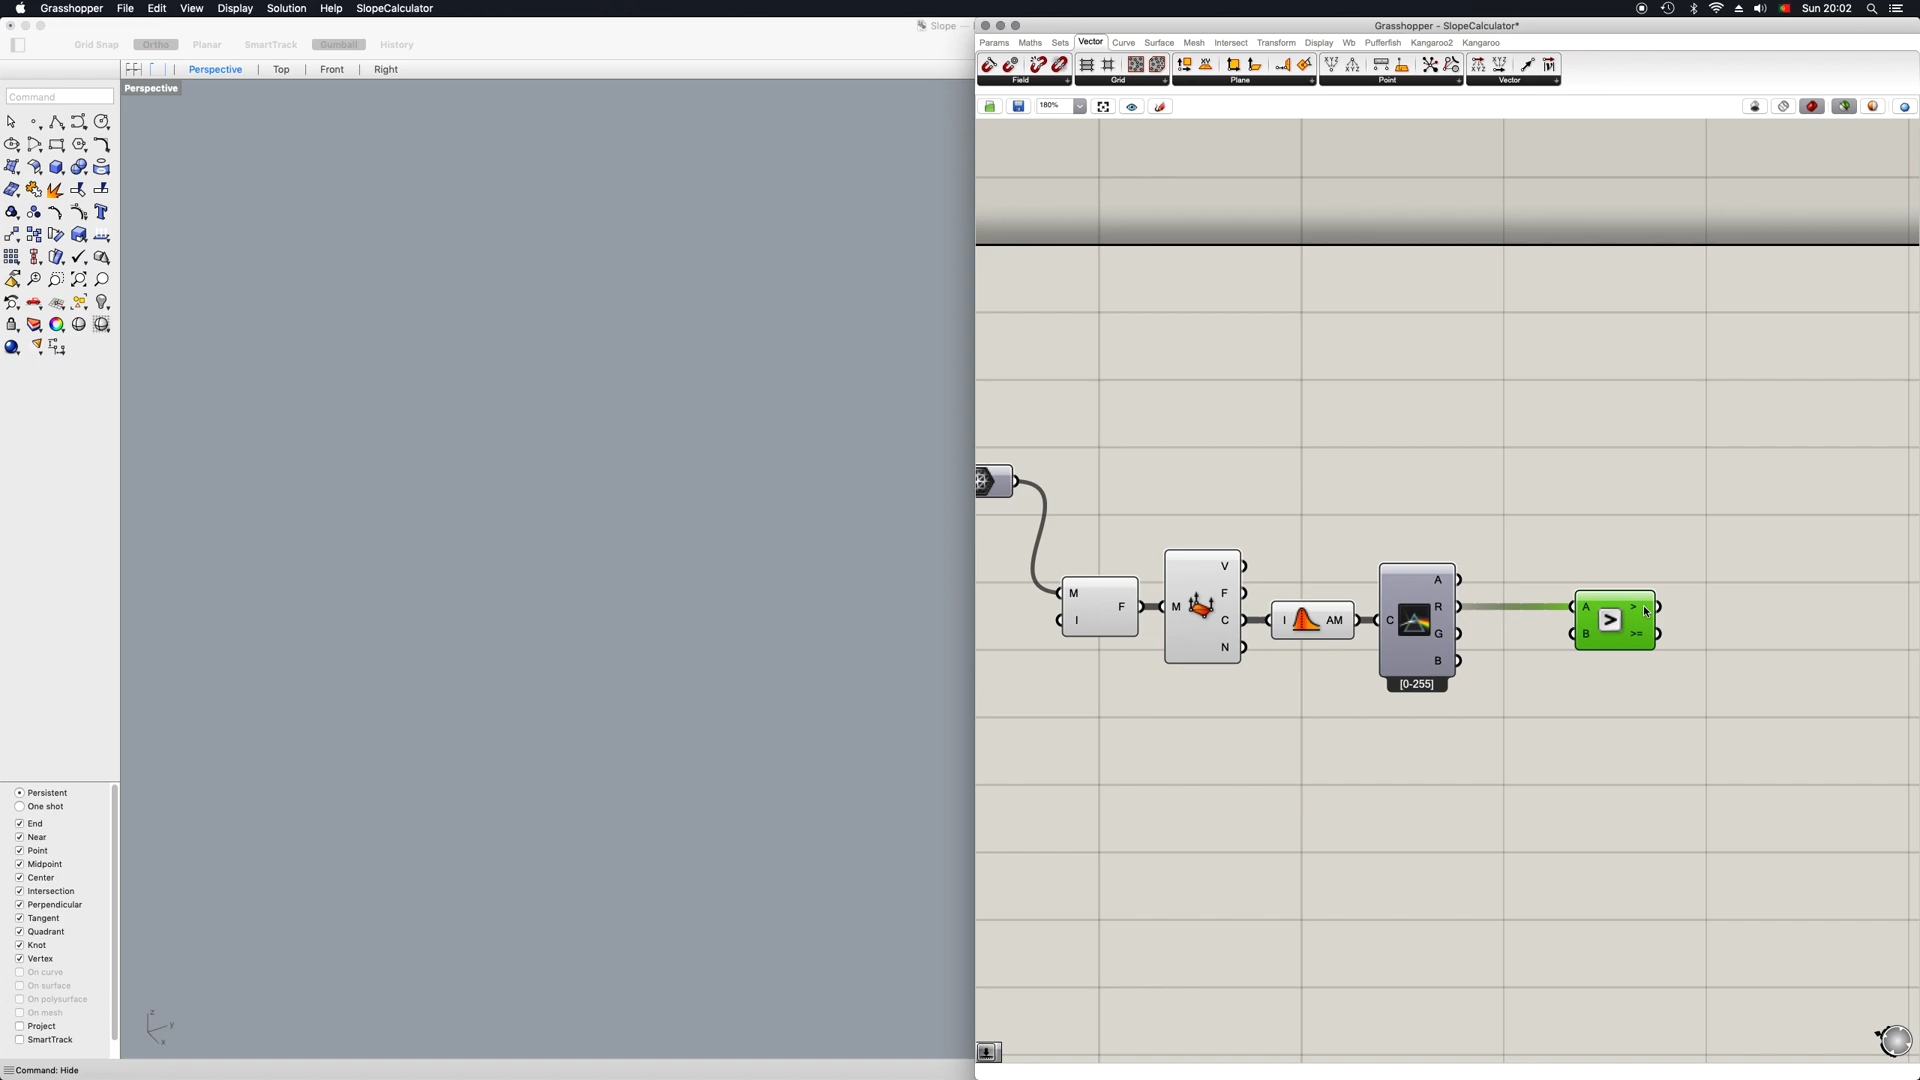 Grasshopper File Edit View Display Solution Help SlopeCalculator
Sun 20:02
Slope —
Grid Snap Ortho Planar SmartTrack Gumball History
Perspective Top Front Right
Perspective
Command
Persistent
One shot
End
Near
Point
Midpoint
Center
Intersection
Perpendicular
Tangent
Quadrant
Knot
Vertex
On curve
On surface
On polysurface
On mesh
Project
SmartTrack
Command: Hide
z
y
x
Grasshopper - SlopeCalculator*
Params Maths Sets Vector Curve Surface Mesh Intersect Transform Display Wb Pufferfish Kangaroo2 Kangaroo
Field Grid Plane Point Vector
180%
M F
I
M V
F
C
N
I AM
C A
R
G
B
[0-255]
A > >
B >=